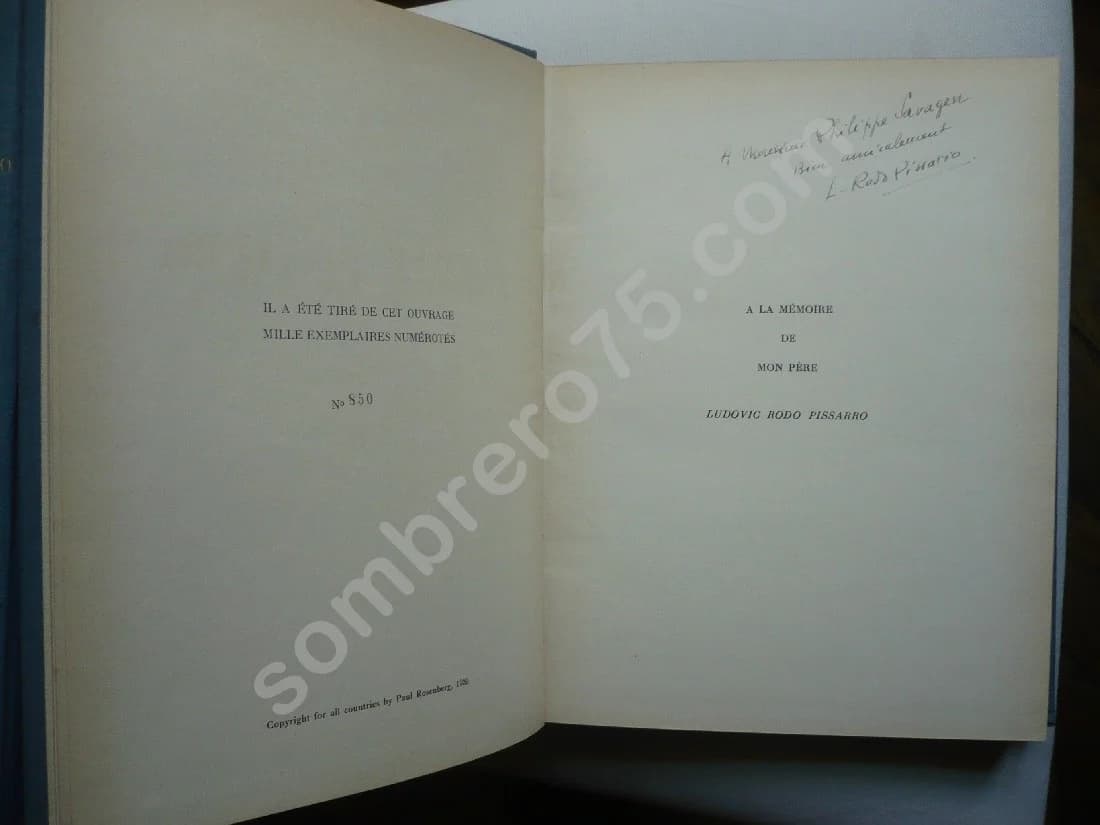 O
IL A ÉTÉ TIRÉ DE CET OUVRAGE
MILLE EXEMPLAIRES NUMÉROTÉS
No 850
Copyright for all countries by Paul Rosenberg, 1939
A Monsieur Philippe Savagen
Bien amicalement
L-Rodo Pissarro.
A LA MÉMOIRE
DE
MON PÈRE
LUDOVIC RODO PISSARRO
sombrero75.com